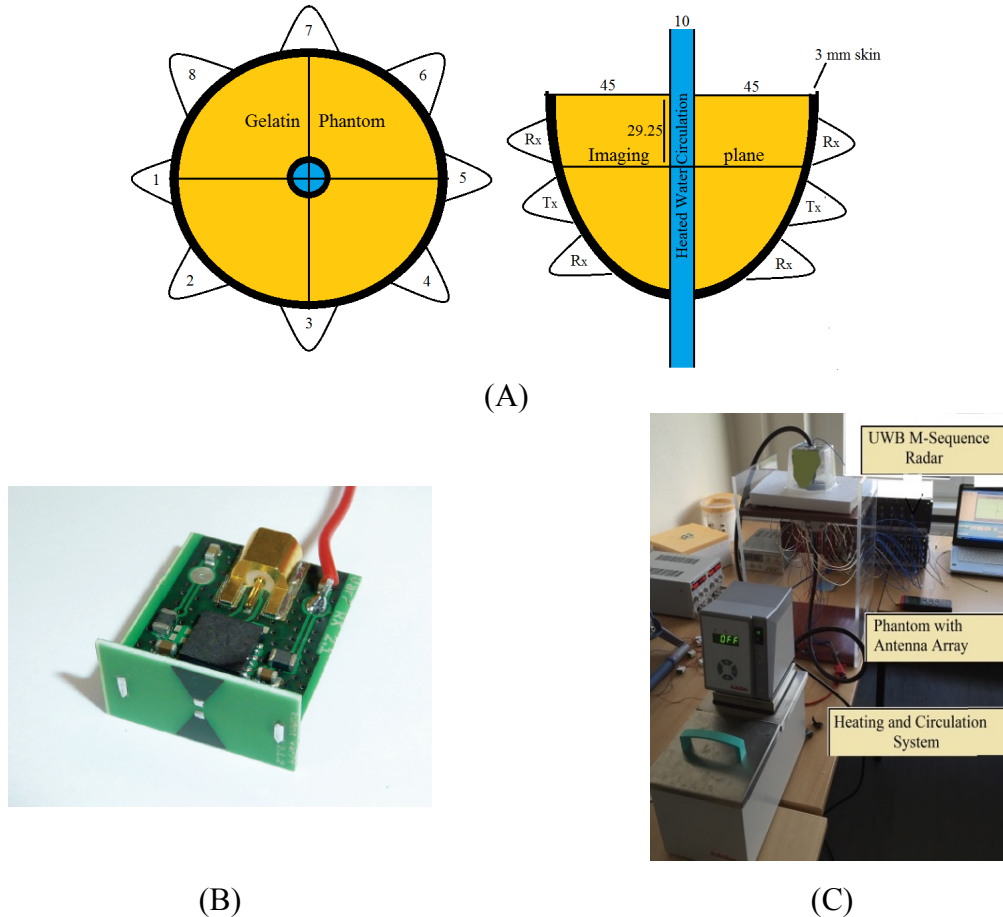 7
8
6
Gelatin Phantom
1
5
2
4
3
10
3 mm skin
45
45
29.25
Heated Water Circulation
Rx
Rx
Imaging plane
Tx
Tx
Rx
Rx
(A)
UWB M-Sequence
Radar
Phantom with
Antenna Array
OFF
Heating and Circulation
System
(B)
(C)